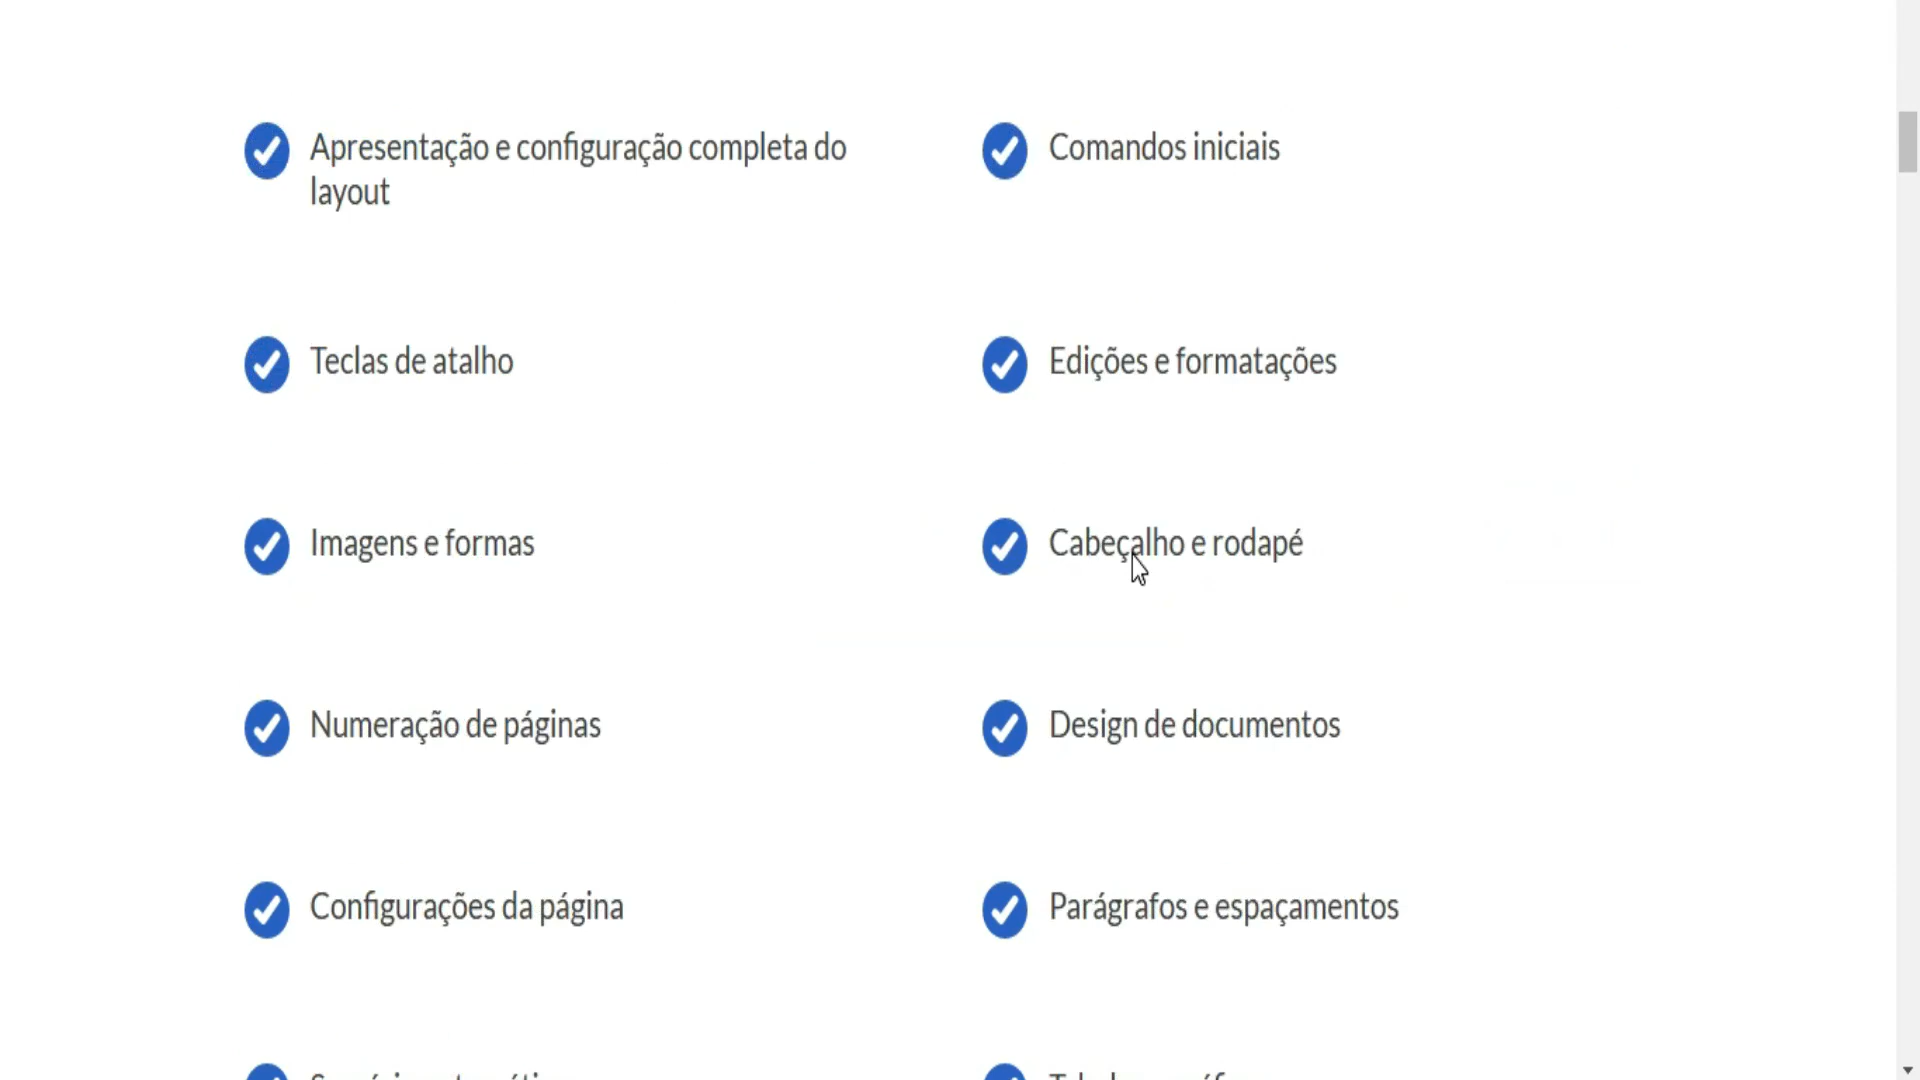 Apresentação e configuração completa do
layout
Comandos iniciais
Teclas de atalho
Edições e formatações
Imagens e formas
Cabeçalho e rodapé
Numeração de páginas
Design de documentos
Configurações da página
Parágrafos e espaçamentos